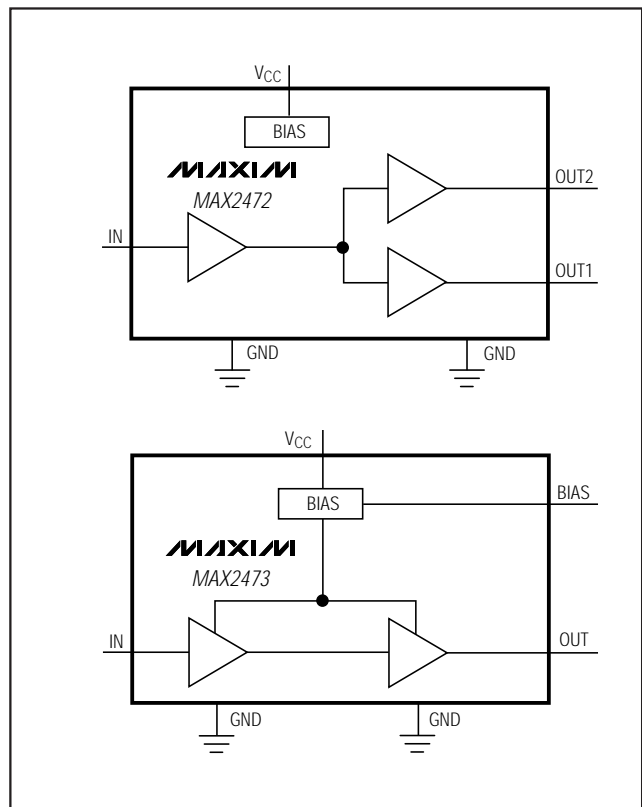 VCC
BIAS
MAXIM
MAX2472
IN
OUT2
OUT1
GND GND
VCC
BIAS
BIAS
MAXIM
MAX2473
IN
OUT
GND GND